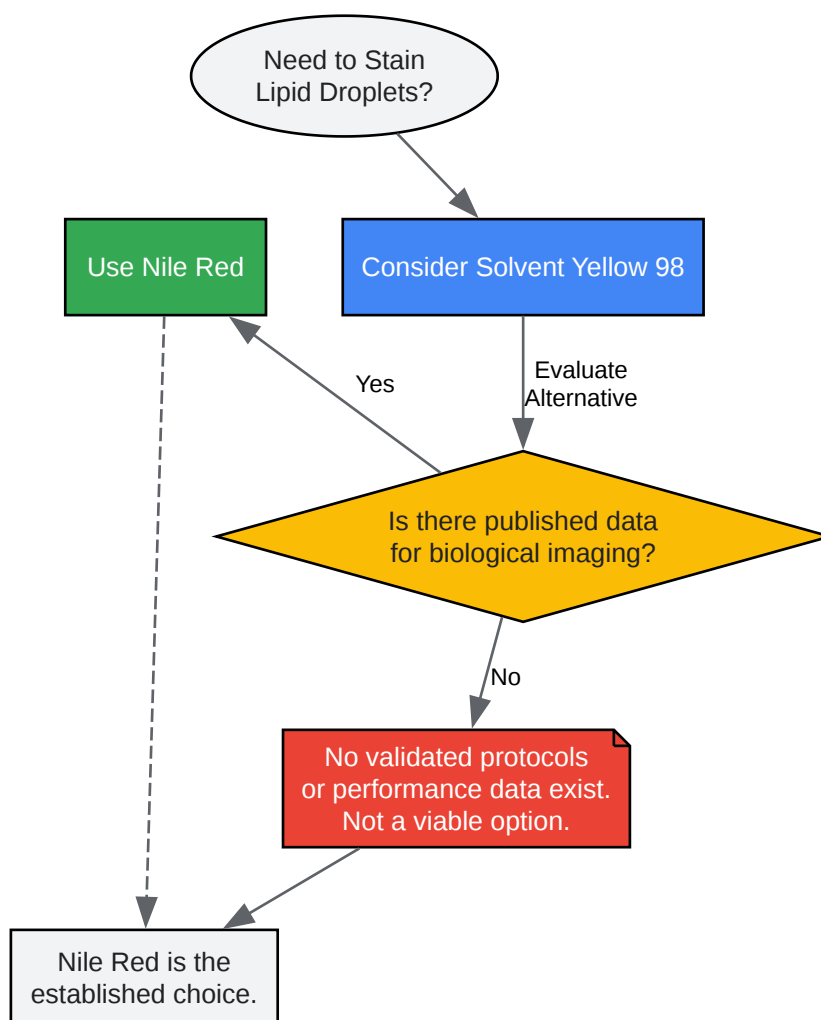 Need to Stain
Lipid Droplets?
Use Nile Red
Consider Solvent Yellow 98
Yes
Evaluate
Alternative
Is there published data
for biological imaging?
No
No validated protocols
or performance data exist.
Not a viable option.
Nile Red is the
established choice.